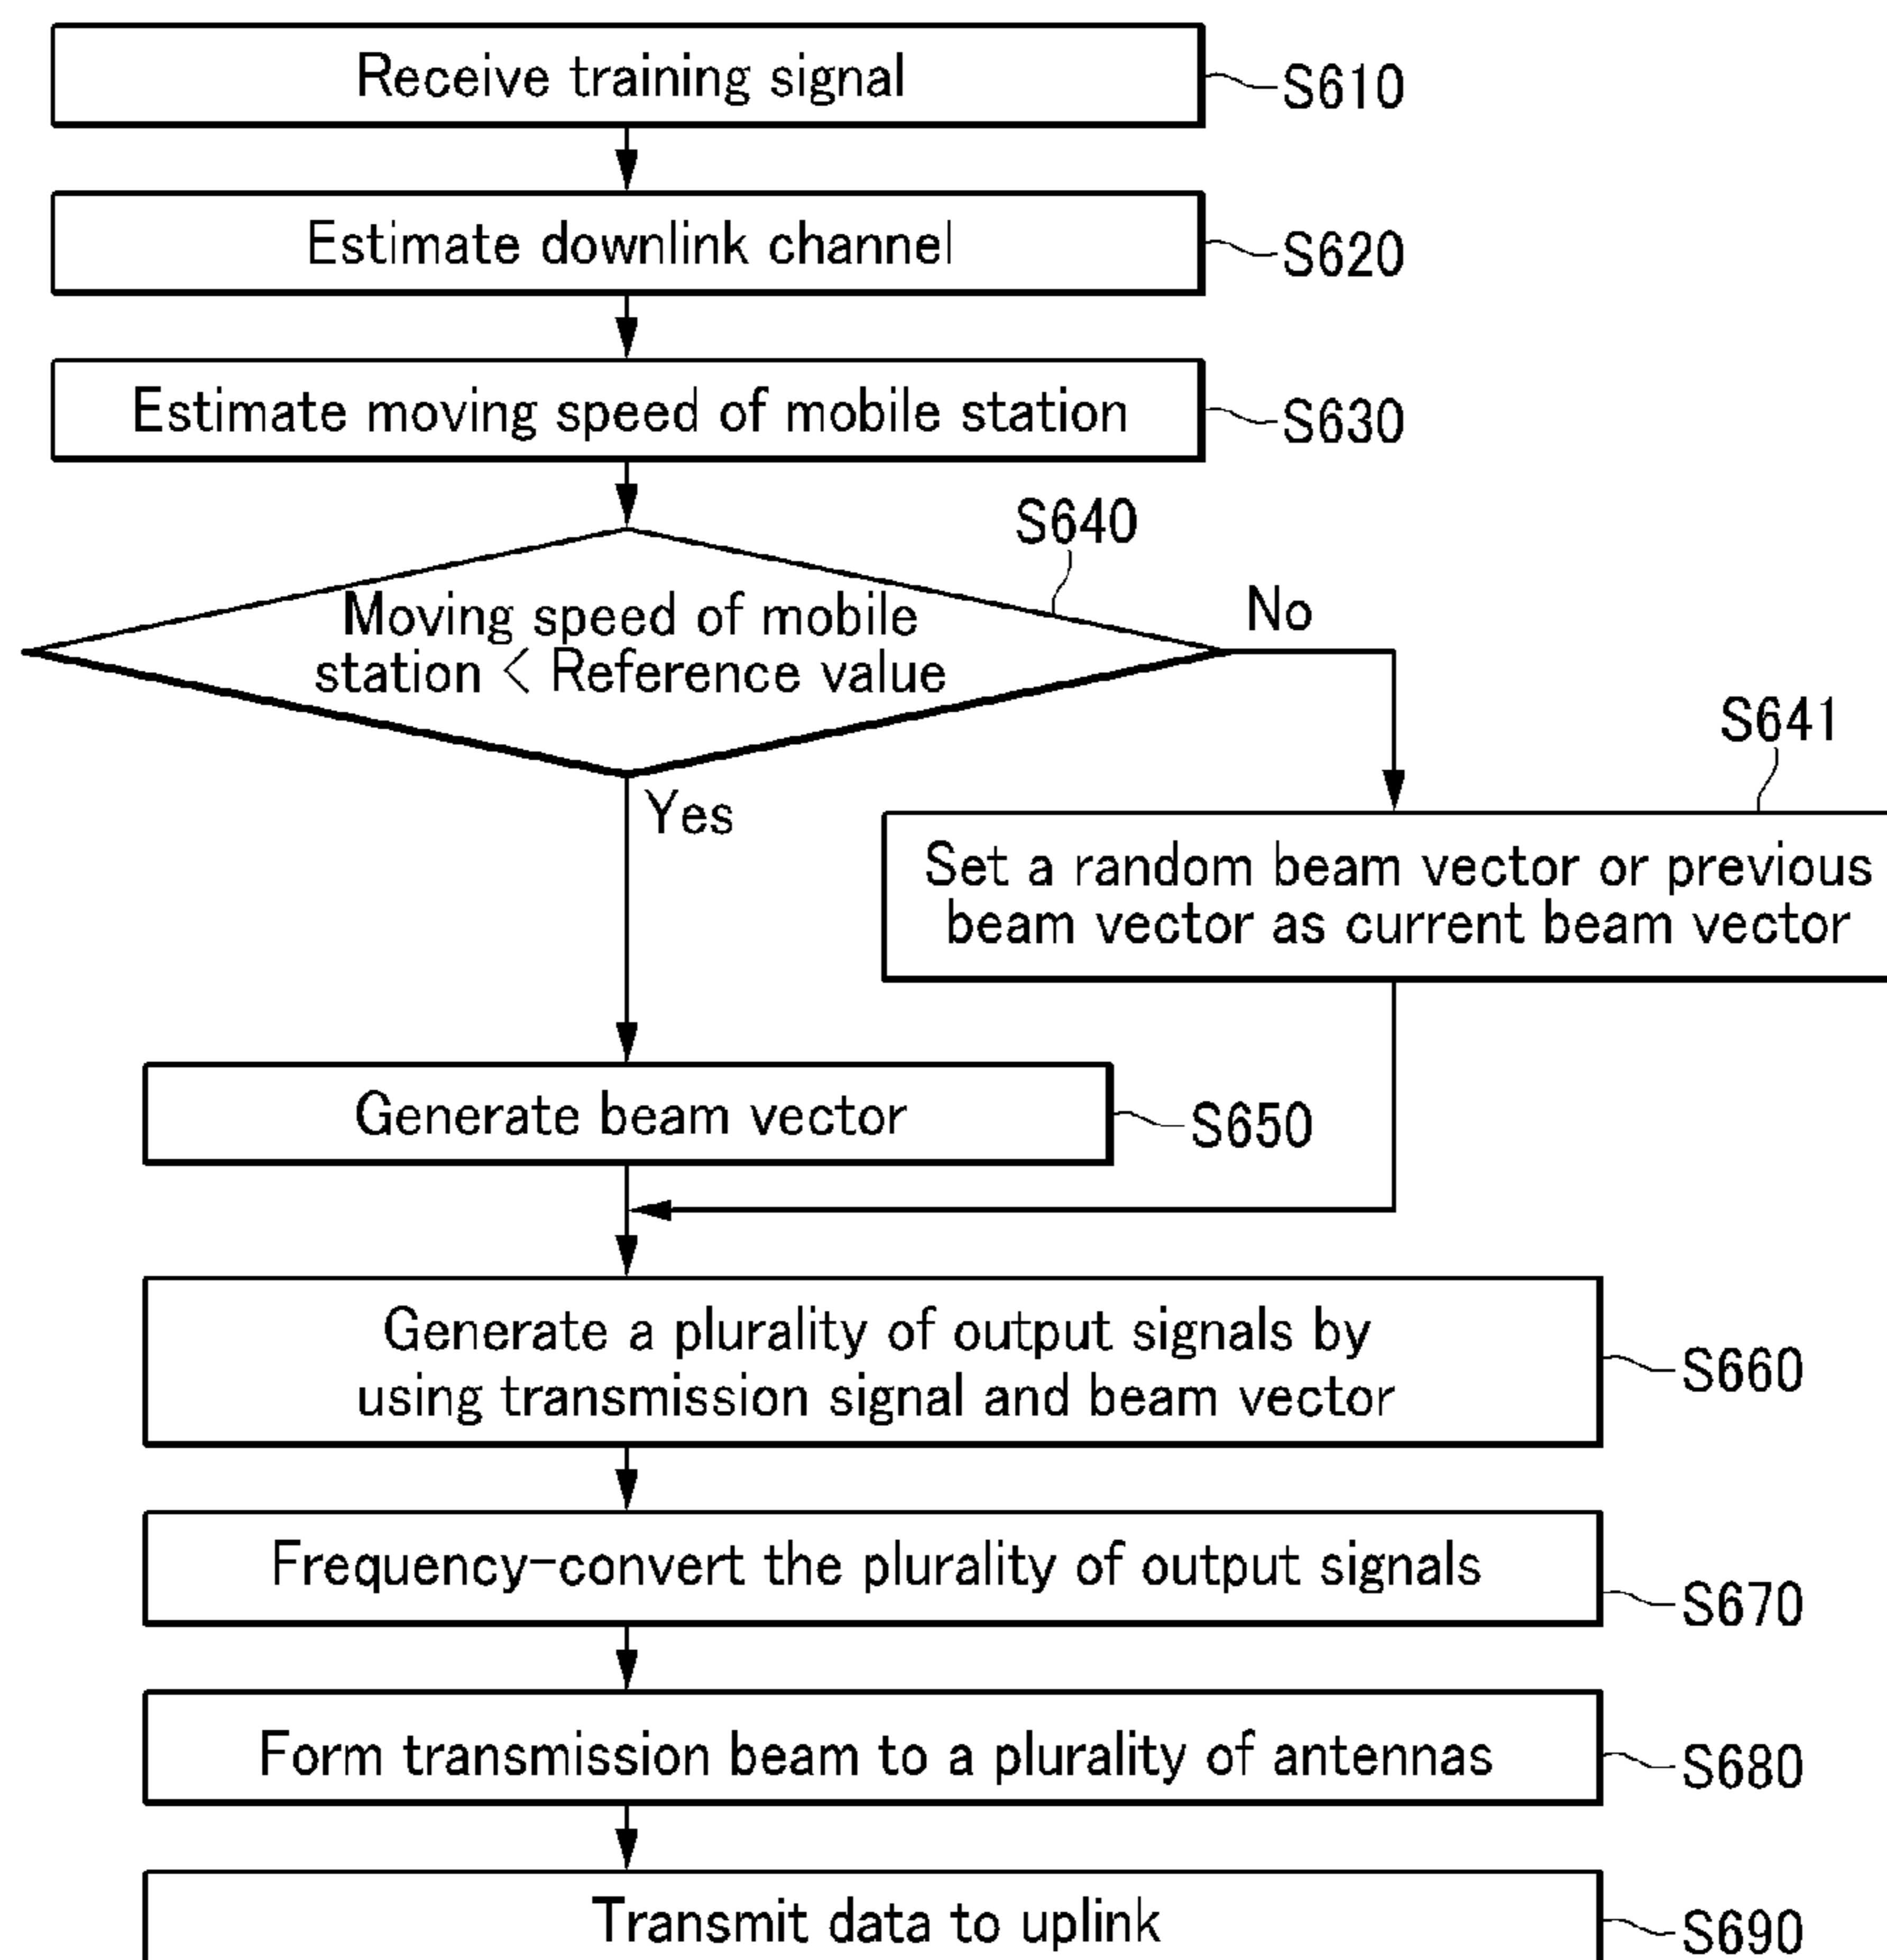 Receive training signal
S610
Estimate downlink channel
S620
Estimate moving speed of mobile station
S630
S640
Moving speed of mobile
station < Reference value
No
Yes
S641
Set a random beam vector or previous
beam vector as current beam vector
Generate beam vector
S650
Generate a plurality of output signals by
using transmission signal and beam vector
S660
Frequency-convert the plurality of output signals
S670
Form transmission beam to a plurality of antennas
S680
Transmit data to uplink
S690